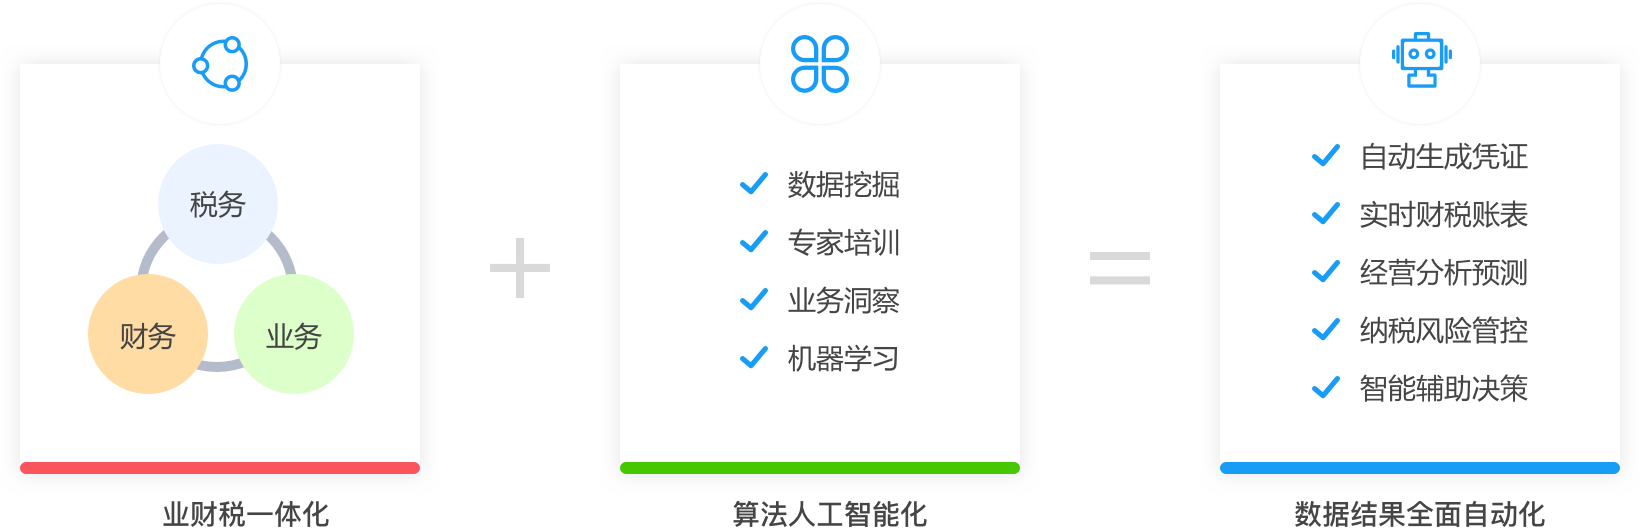 税务
财务
业务
业财税一体化
数据挖掘
专家培训
业务洞察
机器学习
算法人工智能化
自动生成凭证
实时财税账表
经营分析预测
纳税风险管控
智能辅助决策
数据结果全面自动化